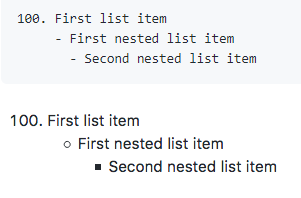 100. First list item
     - First nested list item
       - Second nested list item
100. First list item
○ First nested list item
■ Second nested list item